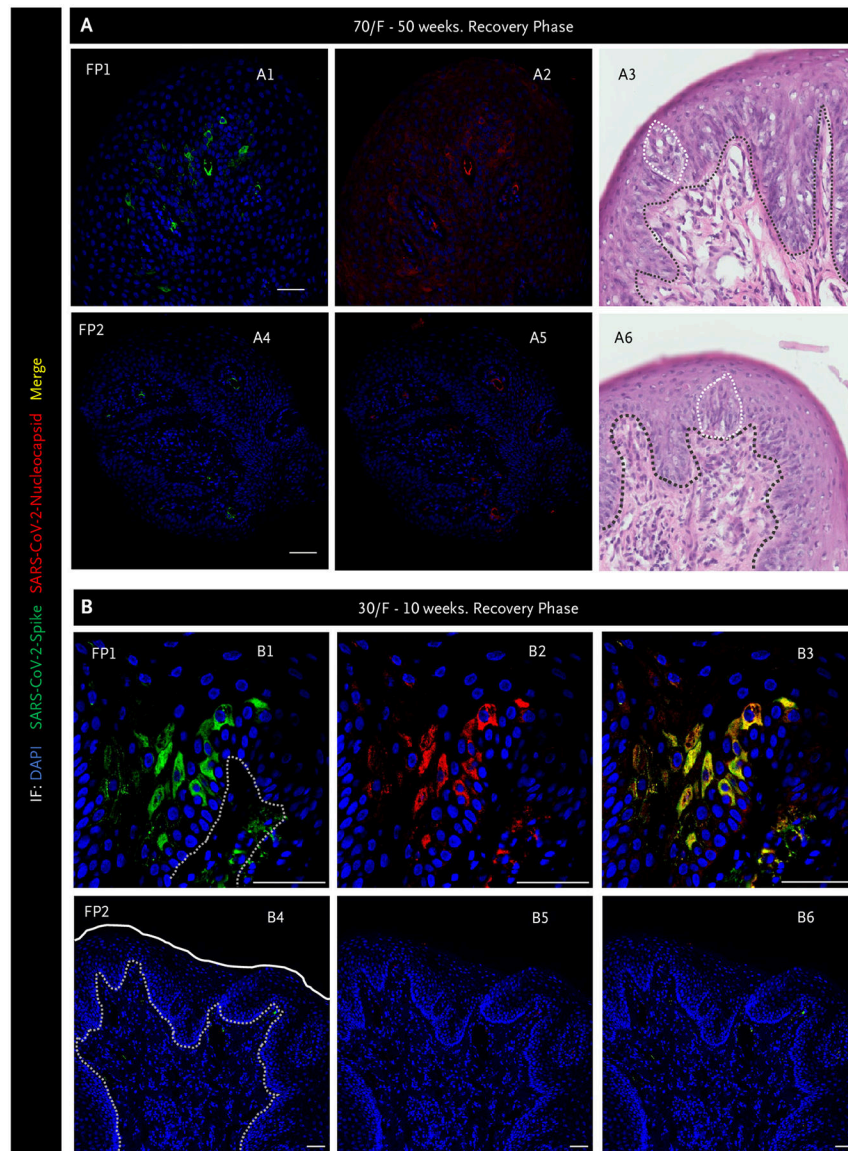 IF: DAPI SARS-CoV-2-Spike SARS-CoV-2-Nucleocapsid Merge
A
70/F - 50 weeks. Recovery Phase
FP1
A1
A2
A3
FP2
A4
A5
A6
B
30/F - 10 weeks. Recovery Phase
FP1
B1
B2
B3
FP2
B4
B5
B6